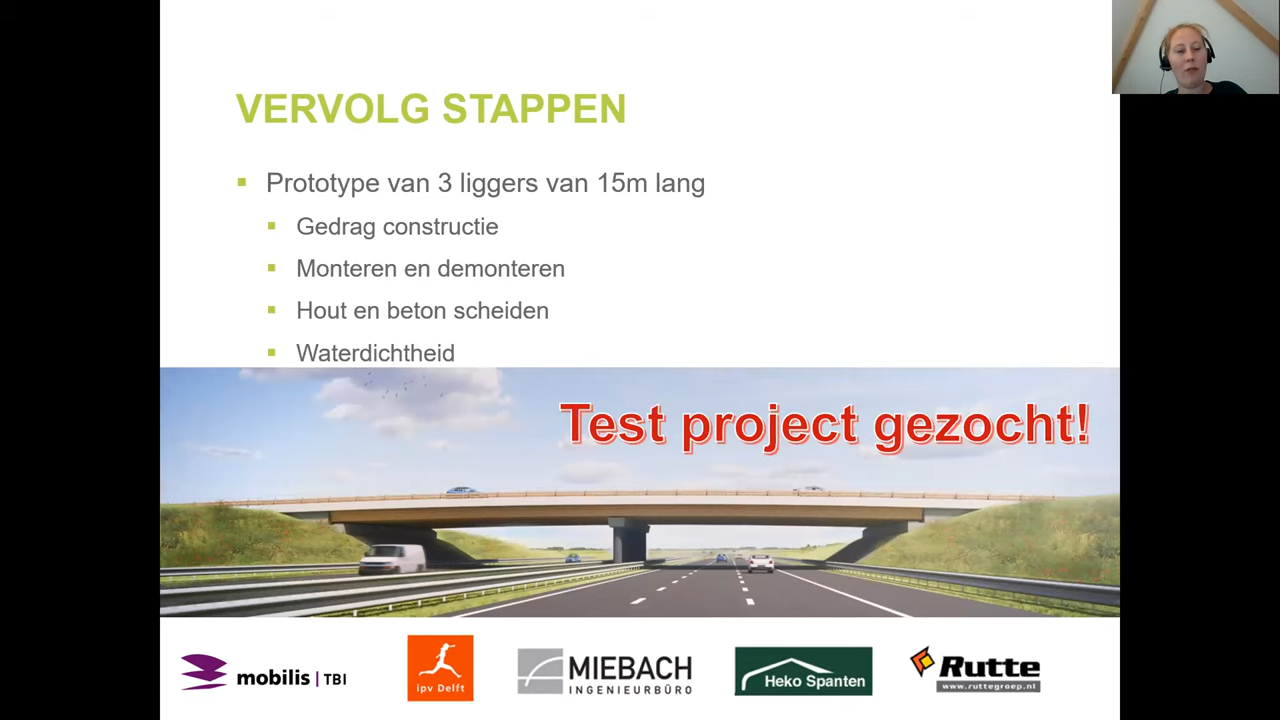 VERVOLG STAPPEN
Prototype van 3 liggers van 15m lang
Gedrag constructie
Monteren en demonteren
Hout en beton scheiden
Waterdichtheid
Test project gezocht!
mobilis | TBI
ipv Delft
MIEBACH
INGENIEURBÜRO
Heko Spanten
Rutte
www.ruttegroep.nl